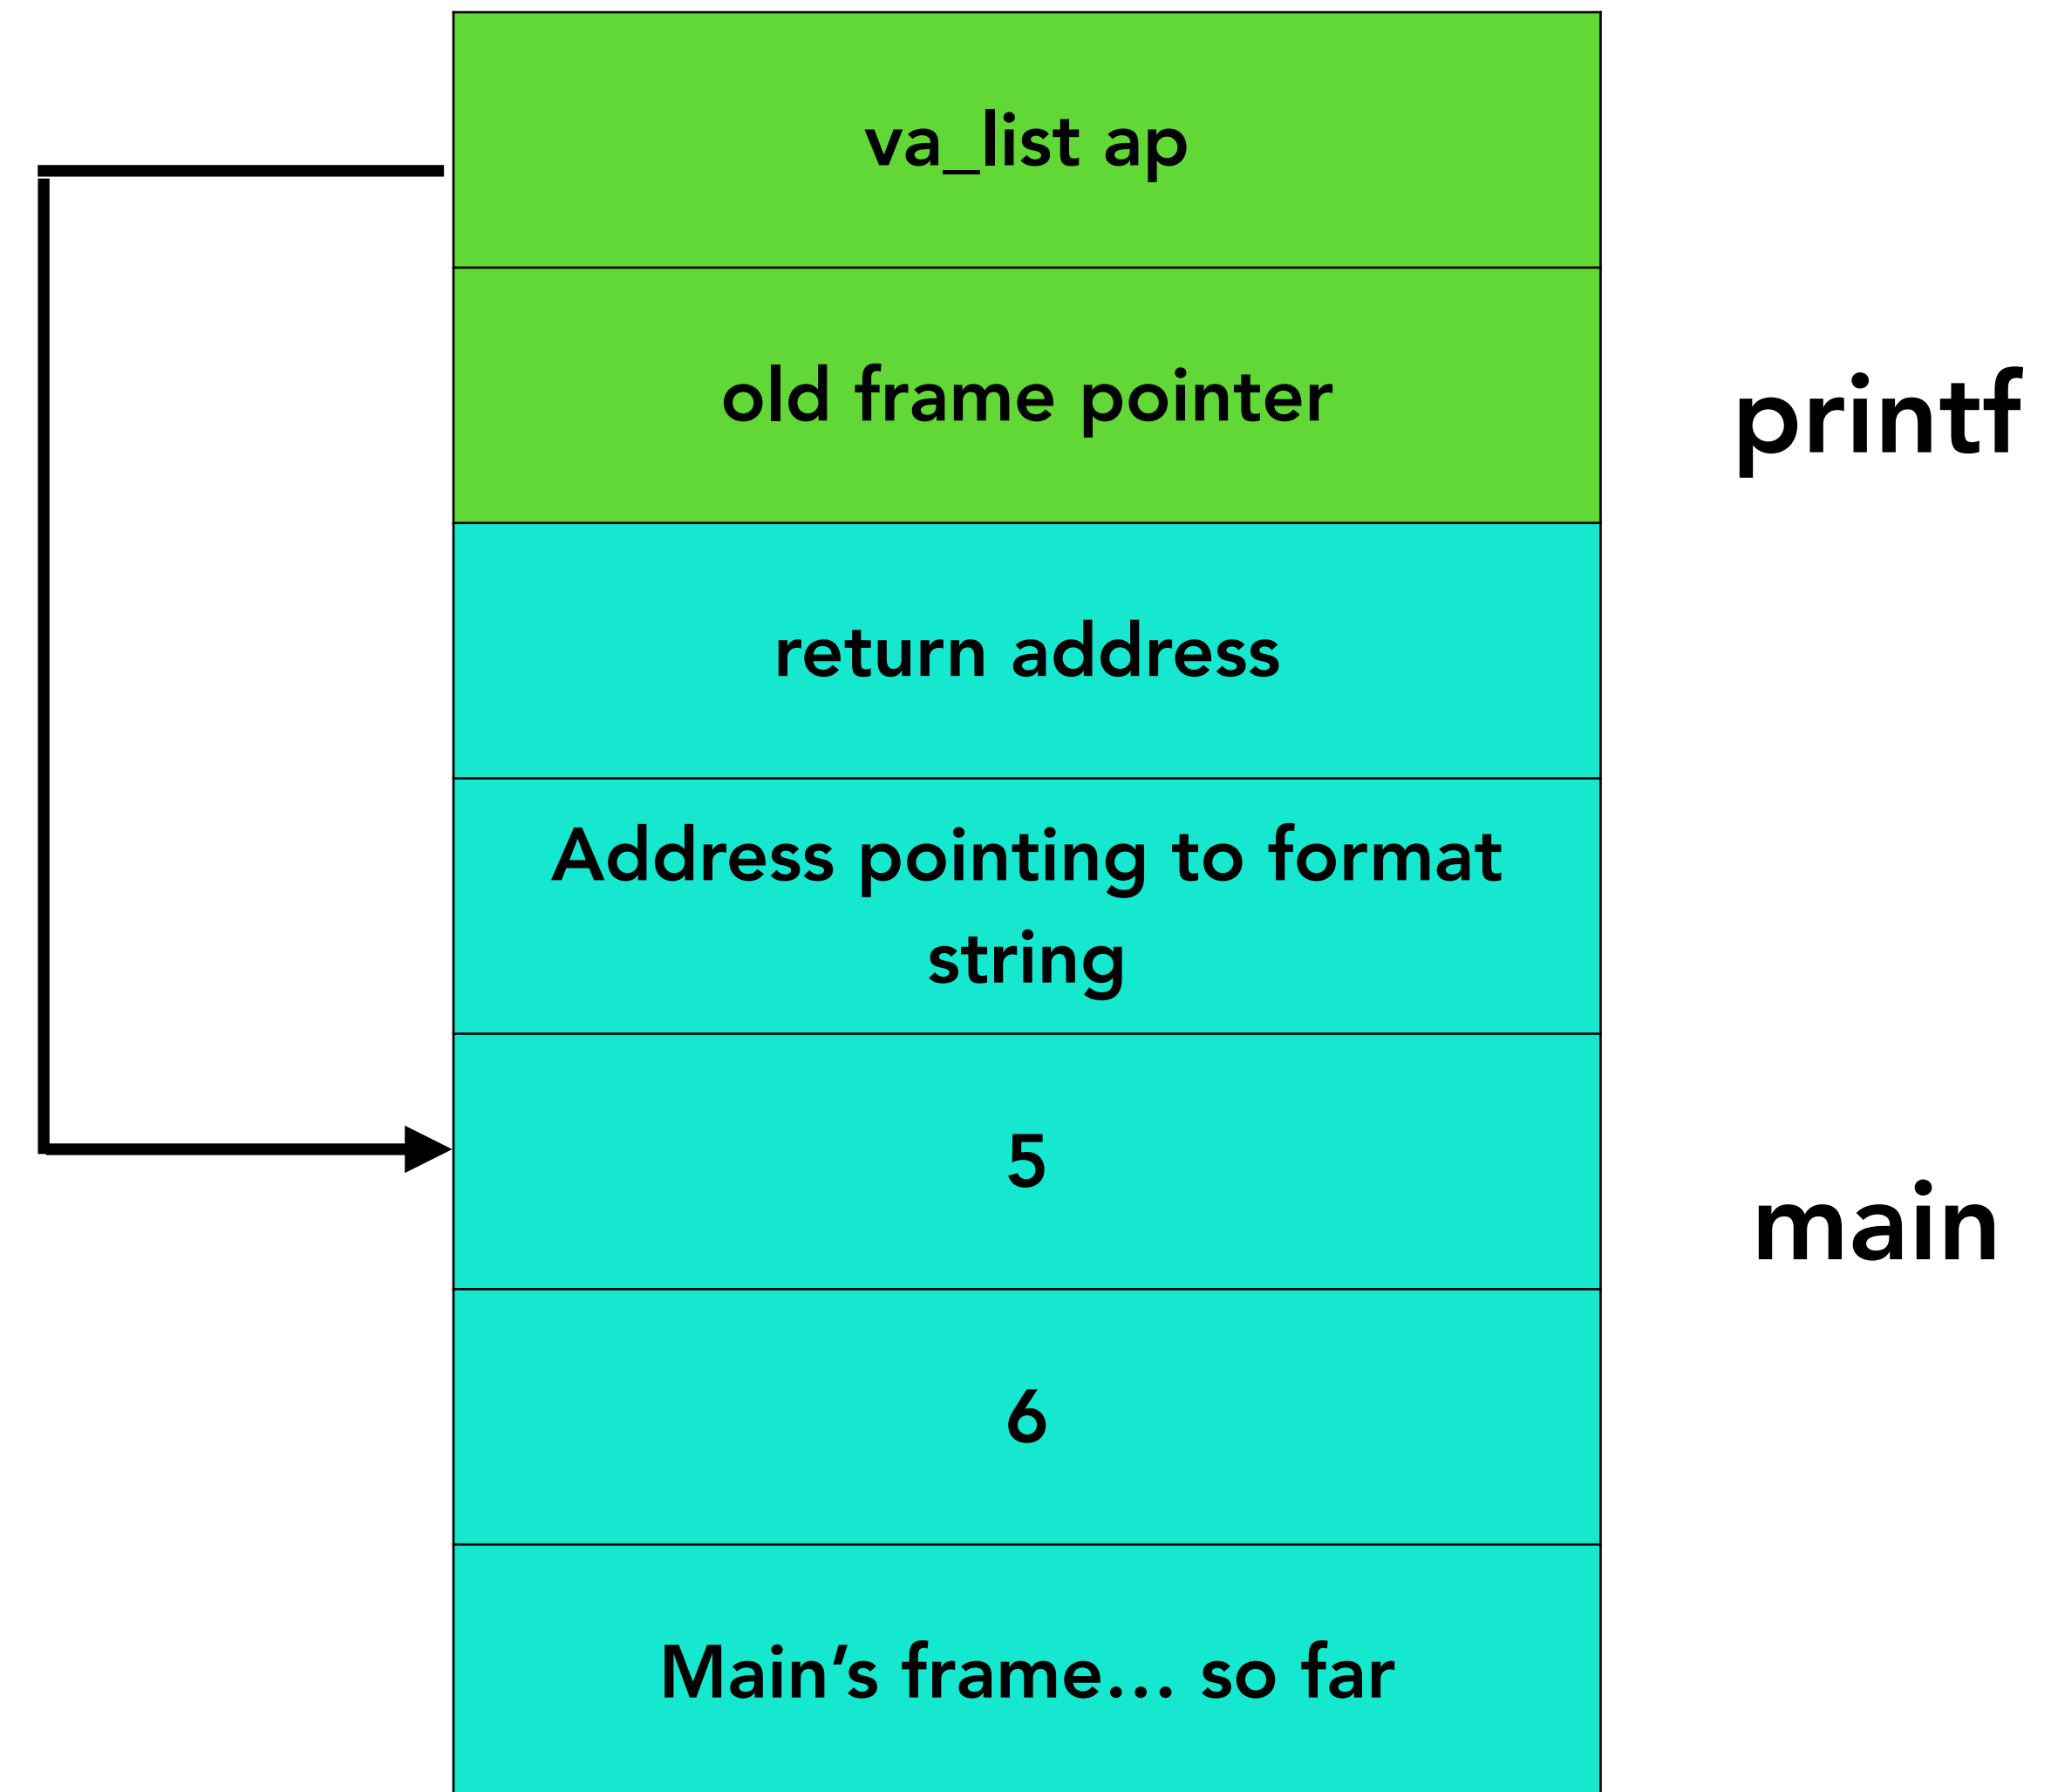 va_list ap
old frame pointer
printf
return address
Address pointing to format
string
5
main
6
Main’s frame... so far